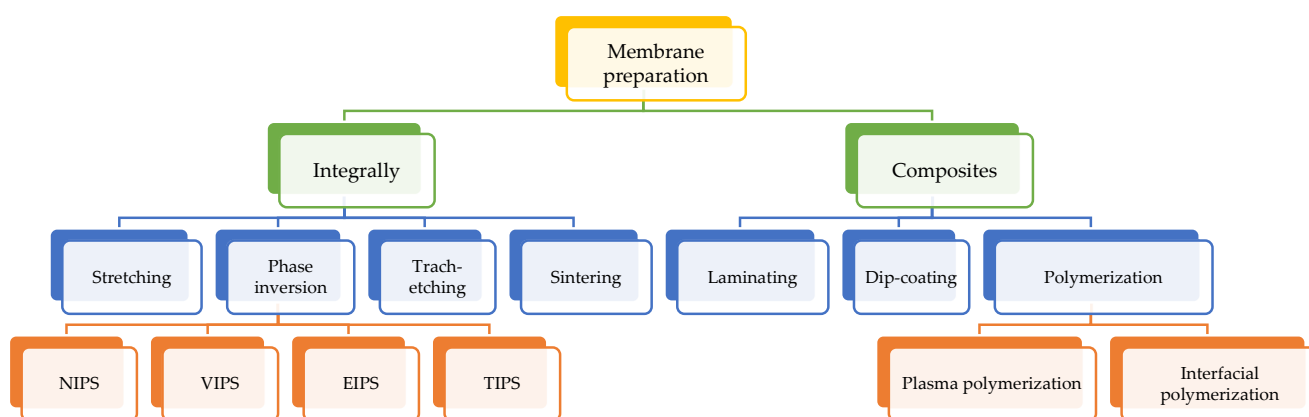 Membrane
preparation
Integrally
Composites
Stretching
Phase
inversion
Trach-
etching
Sintering
Laminating
Dip-coating
Polymerization
NIPS
VIPS
EIPS
TIPS
Plasma polymerization
Interfacial
polymerization